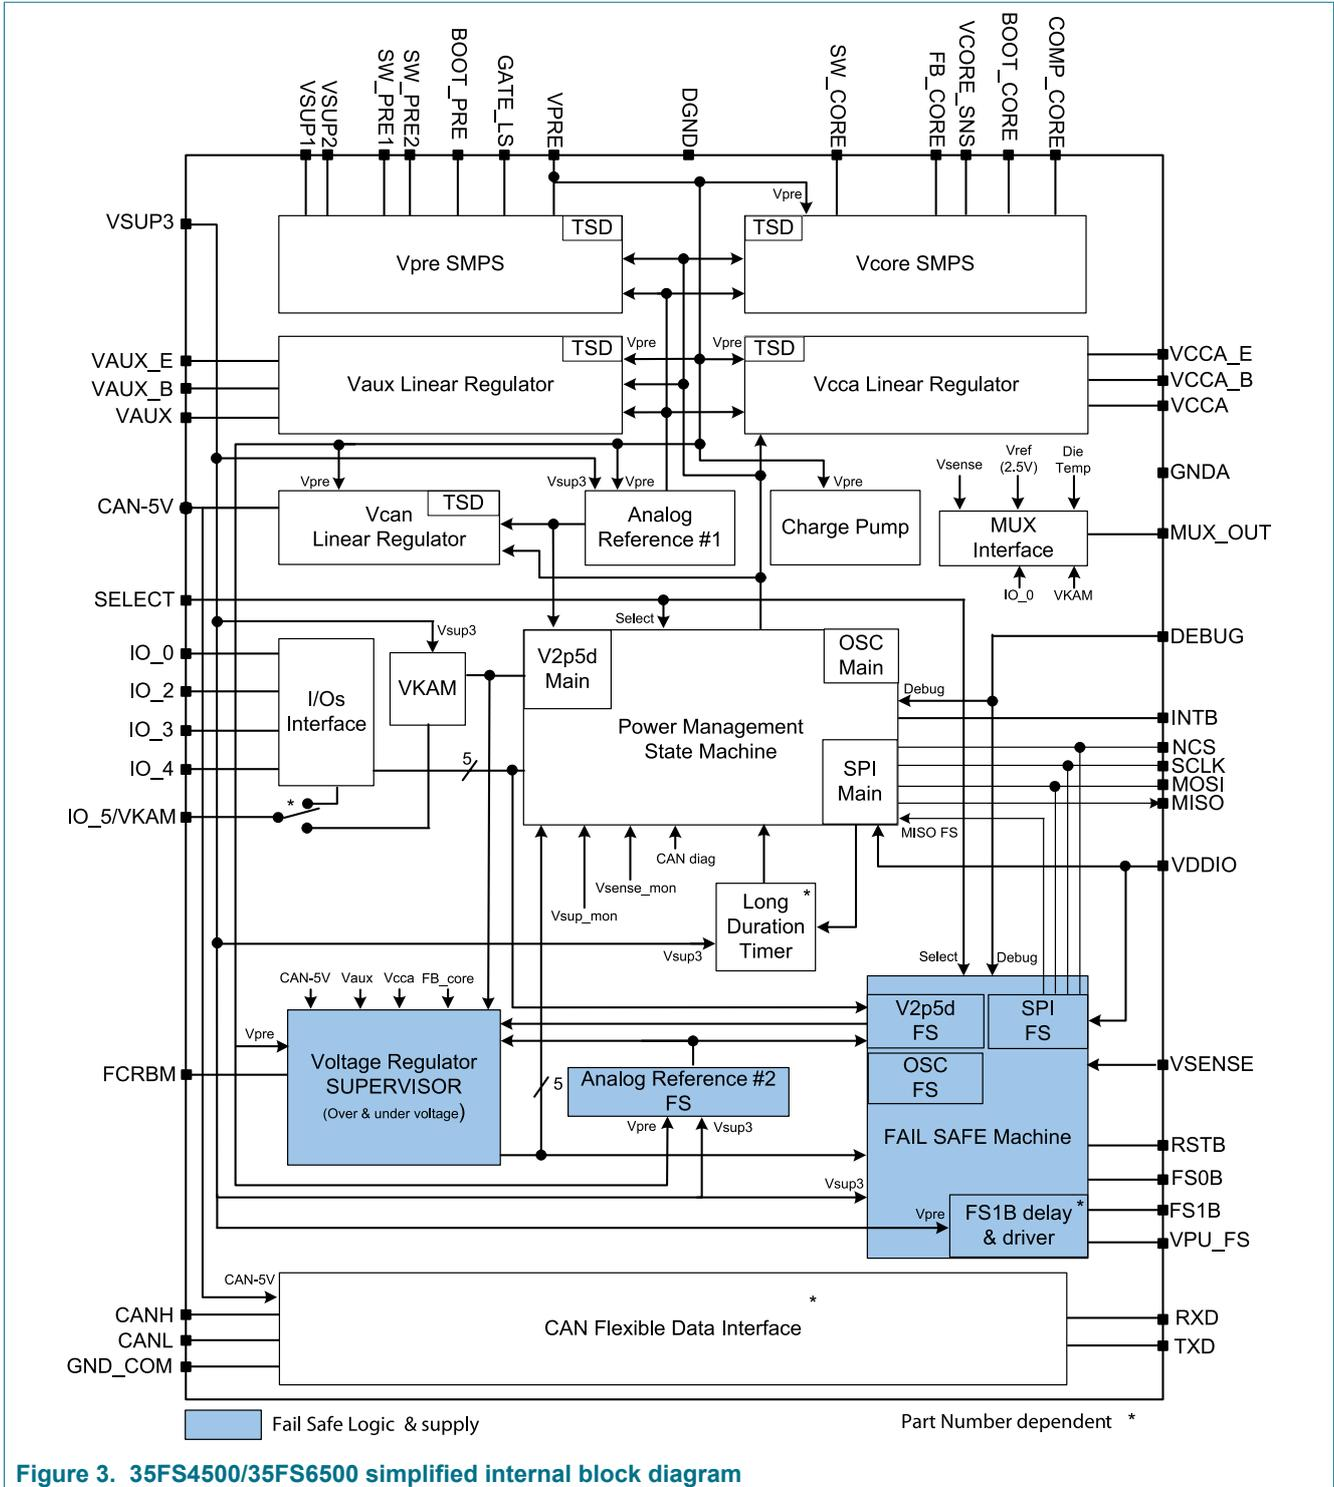 VSUP1
VSUP2
SW_PRE1
SW_PRE2
BOOT_PRE
GATE_LS
VPRE
DGND
SW_CORE
FB_CORE
VCORE_SNS
BOOT_CORE
COMP_CORE
VSUP3
Vpre SMPS
TSD
Vpre
TSD
Vcore SMPS
VAUX_E
VAUX_B
VAUX
Vaux Linear Regulator
TSD
Vpre
Vpre
TSD
Vcca Linear Regulator
VCCA_E
VCCA_B
VCCA
GNDA
CAN-5V
Vpre
Vcan
Linear Regulator
TSD
Vsup3
Vpre
Analog
Reference #1
Vpre
Charge Pump
Vsense
Vref
(2.5V)
Die
Temp
MUX
Interface
IO_0
VKAM
MUX_OUT
SELECT
Select
Vsup3
IO_0
IO_2
IO_3
IO_4
IO_5/VKAM
I/Os
Interface
*
VKAM
5
V2p5d
Main
OSC
Main
Power Management
State Machine
SPI
Main
Debug
MISO FS
DEBUG
INTB
NCS
SCLK
MOSI
MISO
VDDIO
Vsup_mon
Vsense_mon
CAN diag
Long *
Duration
Timer
Vsup3
Select
Debug
CAN-5V
Vaux
Vcca
FB_core
Vpre
FCRBM
Voltage Regulator
SUPERVISOR
(Over & under voltage)
5
Analog Reference #2
FS
Vpre
Vsup3
V2p5d
FS
SPI
FS
OSC
FS
FAIL SAFE Machine
Vsup3
Vpre
FS1B delay *
& driver
VSENSE
RSTB
FS0B
FS1B
VPU_FS
CAN-5V
CANH
CANL
GND_COM
*
CAN Flexible Data Interface
RXD
TXD
Fail Safe Logic & supply
Part Number dependent *
Figure 3. 35FS4500/35FS6500 simplified internal block diagram